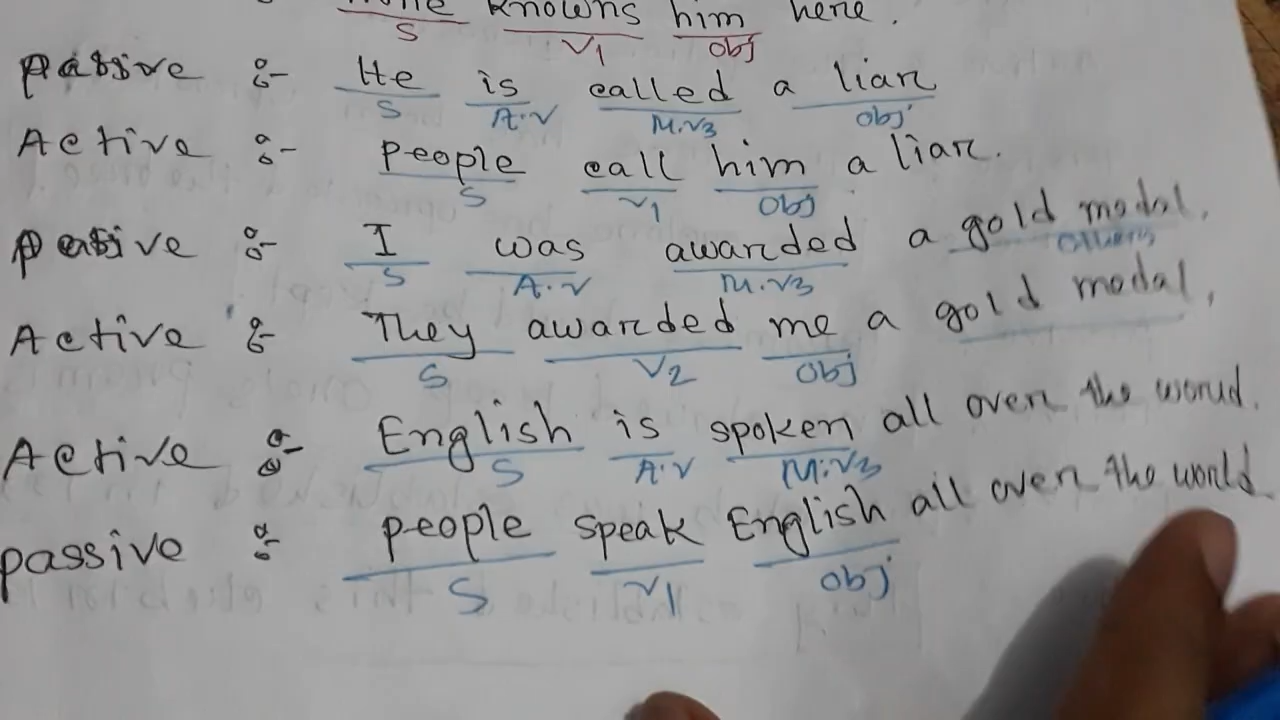 knowns him here.
S V1 Obj
Passive :- He is called a liar
S A.V M.V3 Obj
Active :- People call him a liar.
S V1 Obj
Passive :- I was awarded a gold modal.
S A.V M.V3 others
Active :- They awarded me a gold modal,
S V2 Obj
Active :- English is spoken all over the world.
S A.V M.V3
passive :- people speak English all over the world
S V1 Obj